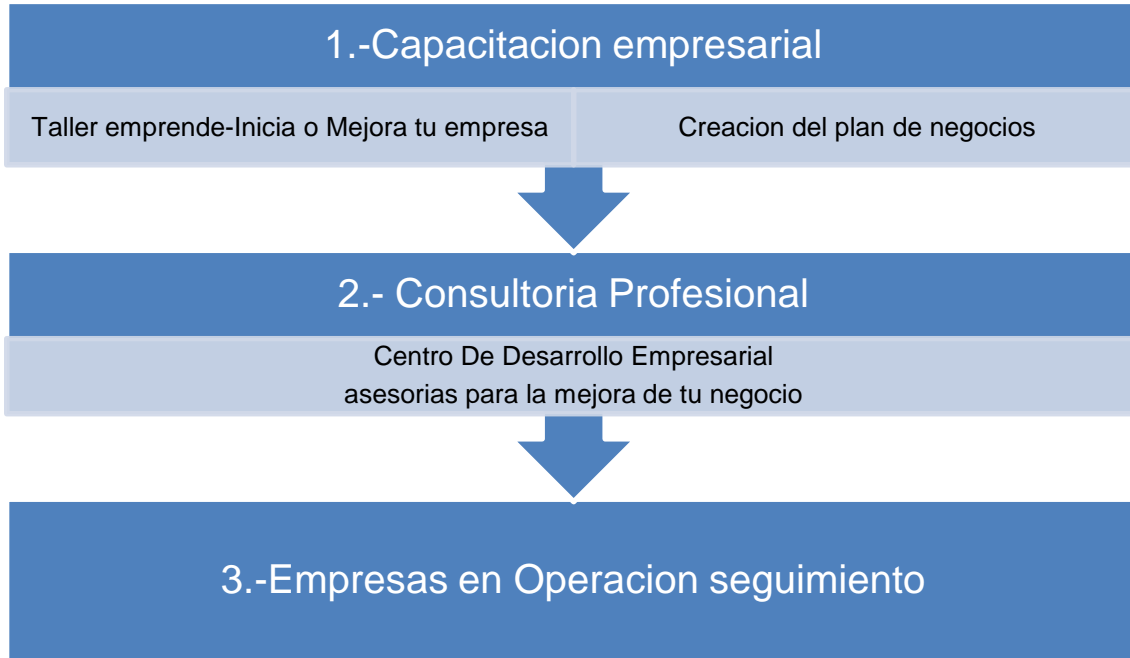 1.-Capacitacion empresarial
Taller emprende-Inicia o Mejora tu empresa
Creacion del plan de negocios
2.- Consultoria Profesional
Centro De Desarrollo Empresarial
asesorias para la mejora de tu negocio
3.-Empresas en Operacion seguimiento